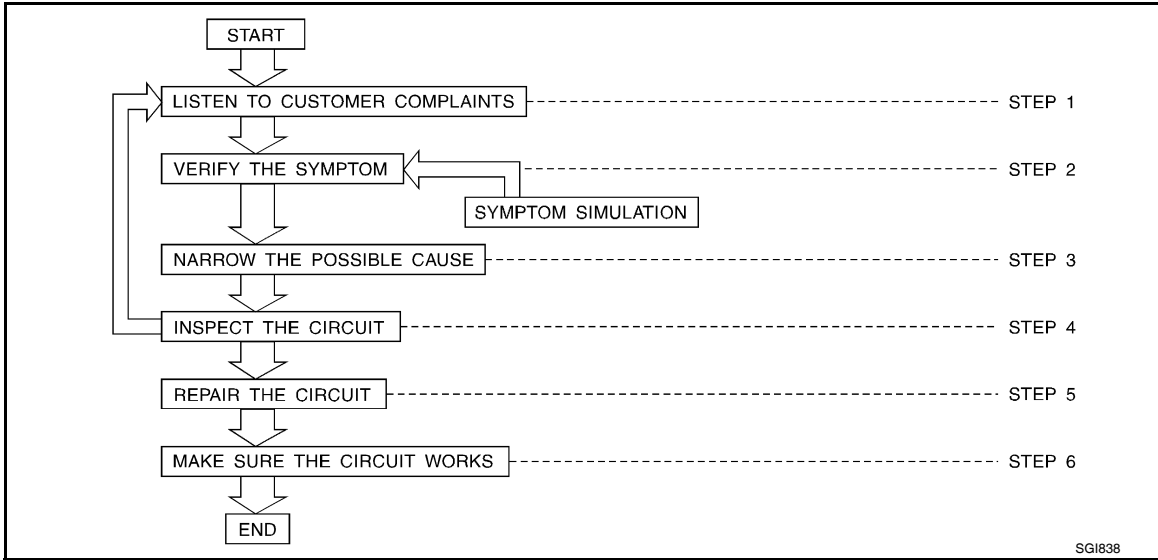 START
LISTEN TO CUSTOMER COMPLAINTS
STEP 1
VERIFY THE SYMPTOM
STEP 2
SYMPTOM SIMULATION
NARROW THE POSSIBLE CAUSE
STEP 3
INSPECT THE CIRCUIT
STEP 4
REPAIR THE CIRCUIT
STEP 5
MAKE SURE THE CIRCUIT WORKS
STEP 6
END
SGI838